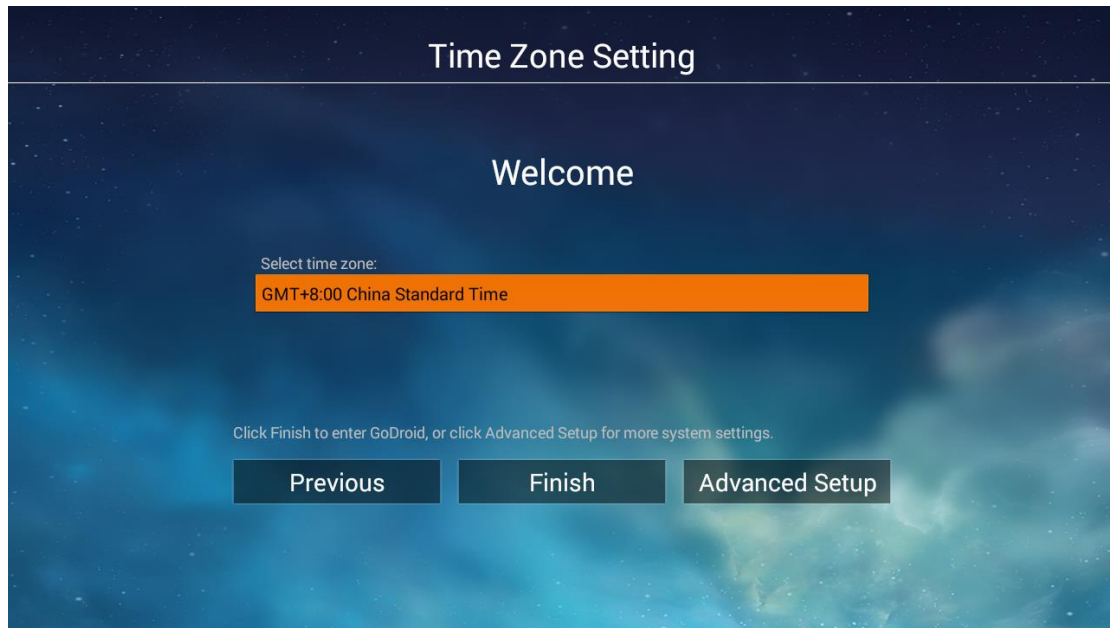 Time Zone Setting
Welcome
Select time zone:
GMT+8:00 China Standard Time
Click Finish to enter GoDroid, or click Advanced Setup for more system settings.
Previous
Finish
Advanced Setup